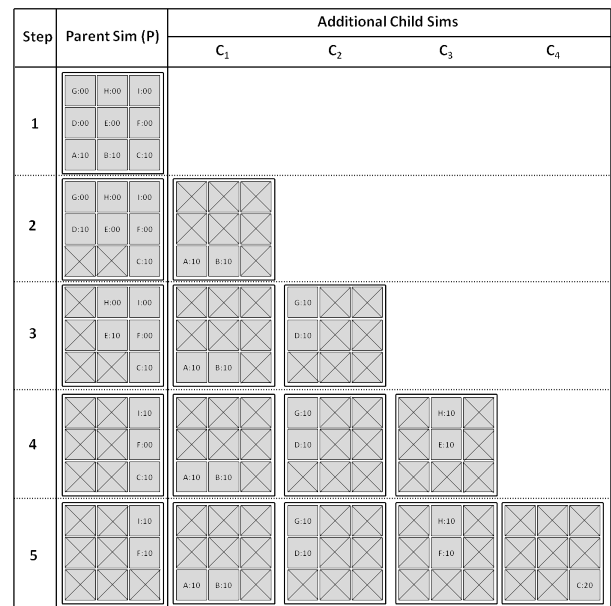 Step Parent Sim (P) Additional Child Sims
C₁ C₂ C₃ C₄
1
G:00 H:00 I:00
D:00 E:00 F:00
A:10 B:10 C:10
2
G:00 H:00 I:00
D:10 E:00 F:00
C:10 A:10 B:10
3
H:00 I:00 G:10
E:10 F:00 D:10
C:10 A:10 B:10
4
I:10 H:10
F:00 G:10 E:10
C:10 A:10 B:10 D:10
5
I:10 G:10 H:10
F:10 D:10 F:10
A:10 B:10 C:20